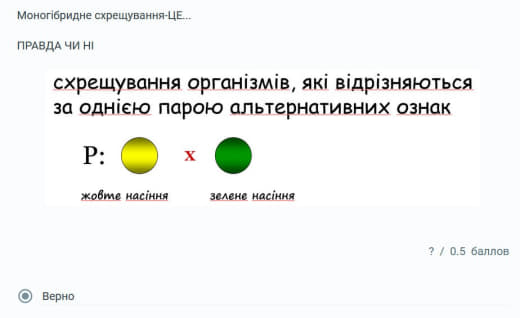 Моногібридне схрещування-ЦЕ...
ПРАВДА ЧИ НІ
схрещування організмів, які відрізняються
за однією парою альтернативних ознак
P: x
жовте насіння зелене насіння
? / 0.5 баллов
Верно